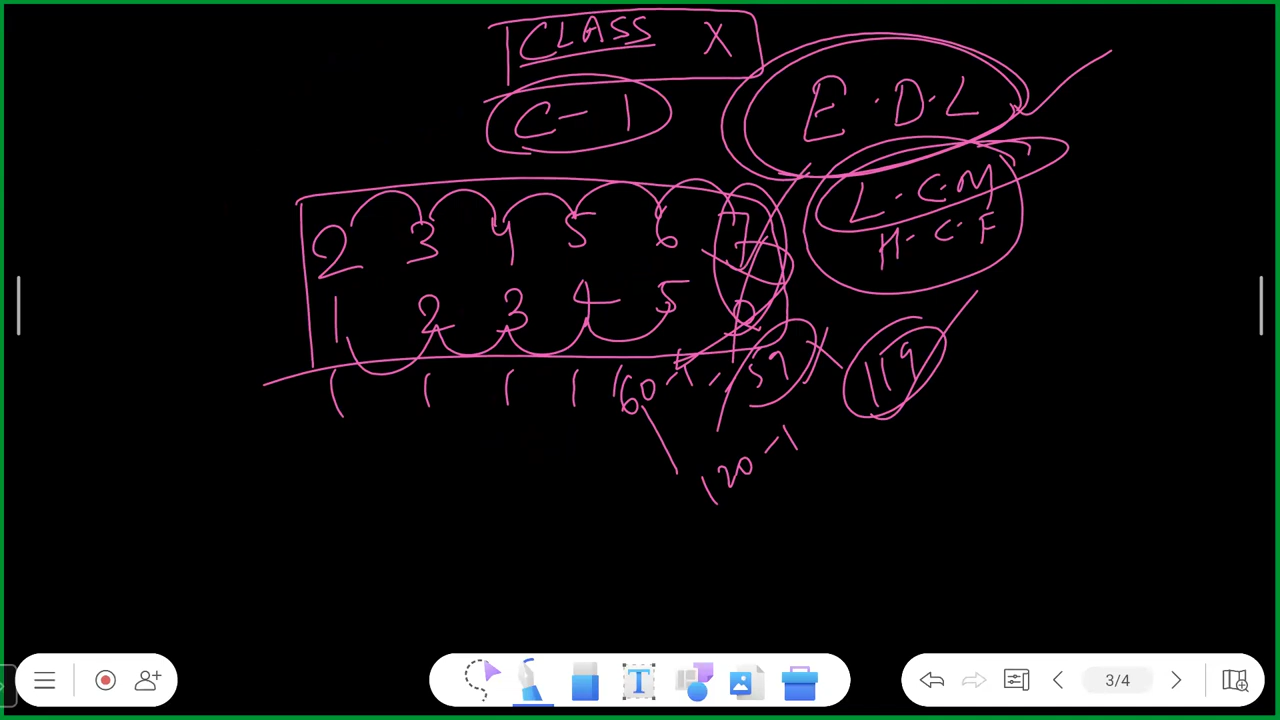 CLASS X
C-1
E.D.L
L.C.M
H.C.F
2 3 4 5 6 7
1 2 3 4 5 0
1 1 1 1 60-1, 59 119
120-1
3/4